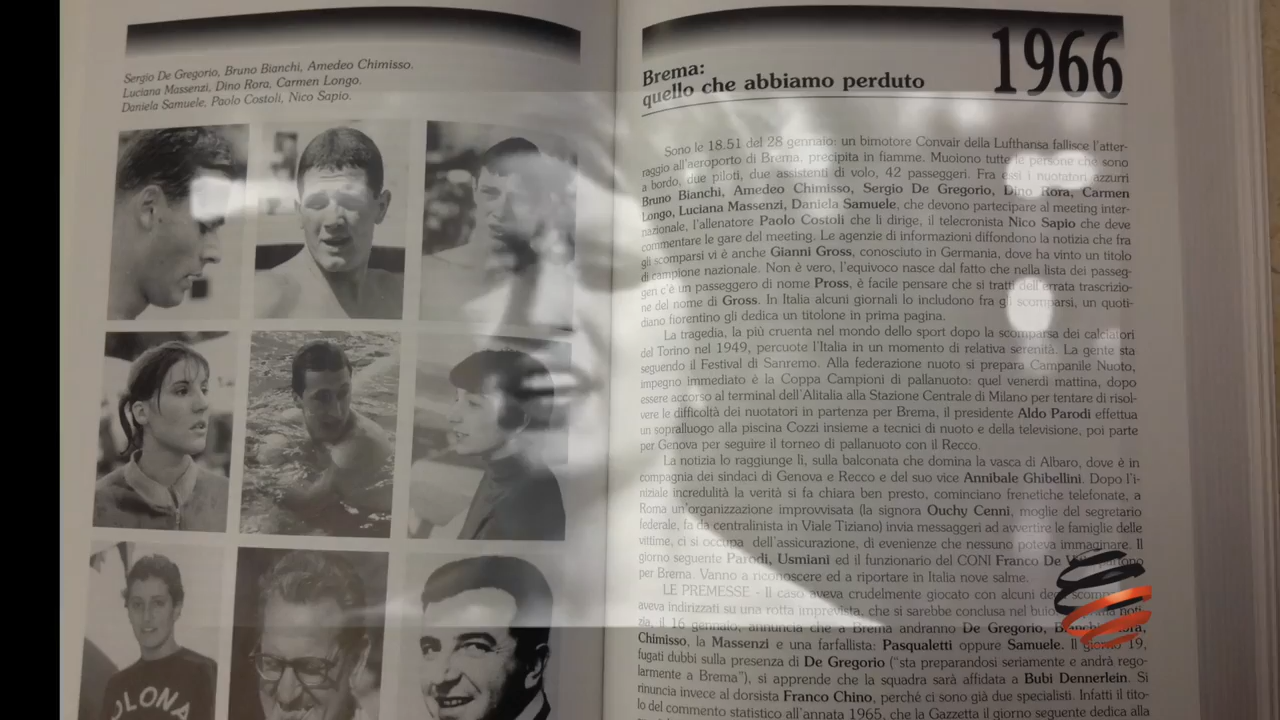 Sergio De Gregorio, Bruno Bianchi, Amedeo Chimisso.
Luciana Massenzi, Dino Rora, Carmen Longo.
Daniela Samuele, Paolo Costoli, Nico Sapio.
OLONA
1966
Brema:
quello che abbiamo perduto
Sono le 18.51 del 28 gennaio: un bimotore Convair della Lufthansa fallisce l'atter-
raggio all'aeroporto di Brema, precipita in fiamme. Muoiono tutte le persone che sono
a bordo, due piloti, due assistenti di volo, 42 passeggeri. Fra essi i nuotatori azzurri
Bruno Bianchi, Amedeo Chimisso, Sergio De Gregorio, Dino Rora, Carmen
Longo, Luciana Massenzi, Daniela Samuele, che devono partecipare al meeting inter-
nazionale, l'allenatore Paolo Costoli che li dirige, il telecronista Nico Sapio che deve
commentare le gare del meeting. Le agenzie di informazioni diffondono la notizia che fra
gli scomparsi vi è anche Gianni Gross, conosciuto in Germania, dove ha vinto un titolo
di campione nazionale. Non è vero, l'equivoco nasce dal fatto che nella lista dei passeg-
geri c'è un passeggero di nome Pross, è facile pensare che si tratti dell'errata trascrizio-
ne del nome di Gross. In Italia alcuni giornali lo includono fra gli scomparsi, un quoti-
diano fiorentino gli dedica un titolone in prima pagina.
La tragedia, la più cruenta nel mondo dello sport dopo la scomparsa dei calciatori
del Torino nel 1949, percuote l'Italia in un momento di relativa serenità. La gente sta
seguendo il Festival di Sanremo. Alla federazione nuoto si prepara Campanile Nuoto,
impegno immediato è la Coppa Campioni di pallanuoto: quel venerdì mattina, dopo
essere accorso al terminal dell'Alitalia alla Stazione Centrale di Milano per tentare di risol-
vere le difficoltà dei nuotatori in partenza per Brema, il presidente Aldo Parodi effettua
un sopralluogo alla piscina Cozzi insieme a tecnici di nuoto e della televisione, poi parte
per Genova per seguire il torneo di pallanuoto con il Recco.
La notizia lo raggiunge lì, sulla balconata che domina la vasca di Albaro, dove è in
compagnia dei sindaci di Genova e Recco e del suo vice Annibale Ghibellini. Dopo l'i-
niziale incredulità la verità si fa chiara ben presto, cominciano frenetiche telefonate, a
Roma un'organizzazione improvvisata (la signora Ouchy Cenni, moglie del segretario
federale, fa da centralinista in Viale Tiziano) invia messaggeri ad avvertire le famiglie delle
vittime, ci si occupa dell'assicurazione, di evenienze che nessuno poteva immaginare. Il
giorno seguente Parodi, Usmiani ed il funzionario del CONI Franco De
per Brema. Vanno a riconoscere ed a riportare in Italia nove salme.
LE PREMESSE - Il caso aveva crudelmente giocato con alcuni degli
aveva indirizzati su una rotta imprevista, che si sarebbe conclusa nel buio. noti-
zia, il 16 gennaio, annuncia che a Brema andranno De Gregorio, Bianchi, Rora,
Chimisso, la Massenzi e una farfallista: Pasqualetti oppure Samuele. Il giorno 19,
fugati dubbi sulla presenza di De Gregorio ("sta preparandosi seriamente e andrà rego-
larmente a Brema"), si apprende che la squadra sarà affidata a Bubi Dennerlein. Si
rinuncia invece al dorsista Franco Chino, perché ci sono già due specialisti. Infatti il tito-
lo del commento statistico all'annata 1965, che la Gazzetta il giorno seguente dedica alla